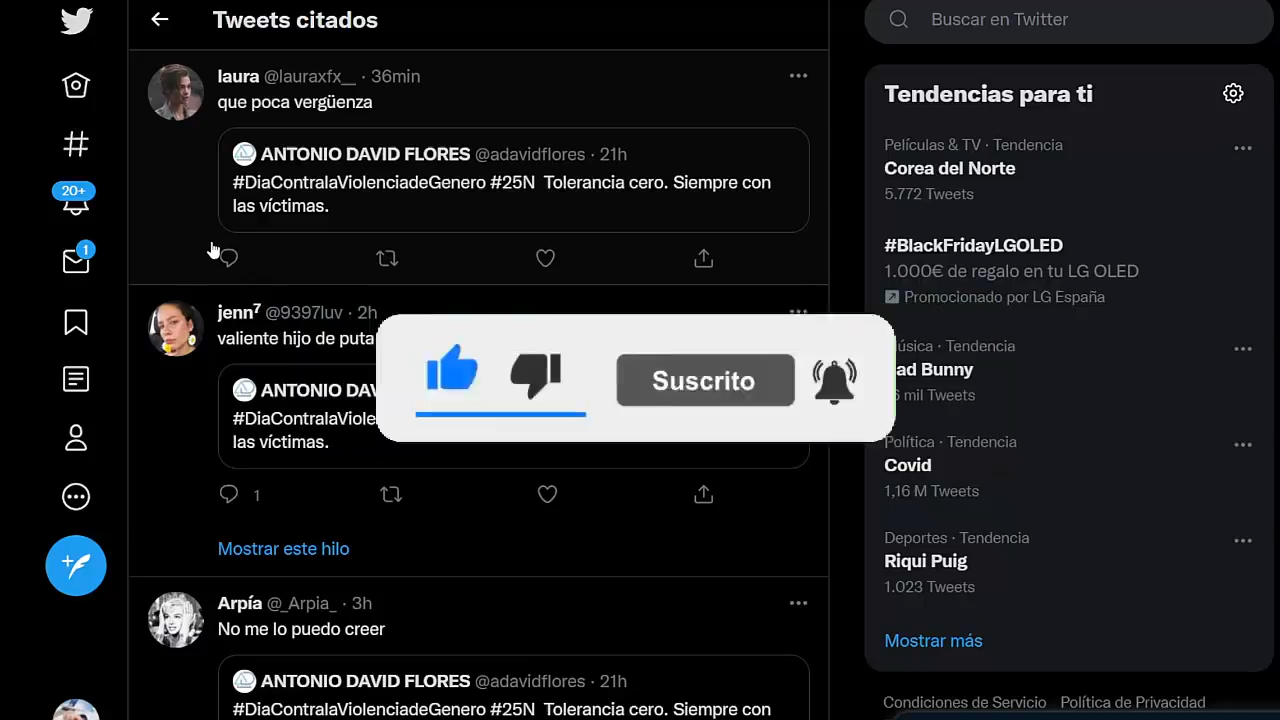 Tweets citados
laura @lauraxfx__ · 36min
que poca vergüenza
ANTONIO DAVID FLORES @adavidflores · 21h
#DiaContralaViolenciadeGenero #25N Tolerancia cero. Siempre con
las víctimas.
jenn⁷ @9397luv · 2h
valiente hijo de puta
ANTONIO DAVI
#DiaContralaViole
las víctimas.
1
Mostrar este hilo
Arpía @_Arpia_ · 3h
No me lo puedo creer
ANTONIO DAVID FLORES @adavidflores · 21h
#DiaContralaViolenciadeGenero #25N Tolerancia cero. Siempre con
20+
1
Suscrito
Buscar en Twitter
Tendencias para ti
Películas & TV · Tendencia
Corea del Norte
5.772 Tweets
#BlackFridayLGOLED
1.000€ de regalo en tu LG OLED
Promocionado por LG España
úsica · Tendencia
ad Bunny
mil Tweets
Política · Tendencia
Covid
1,16 M Tweets
Deportes · Tendencia
Riqui Puig
1.023 Tweets
Mostrar más
Condiciones de Servicio Política de Privacidad